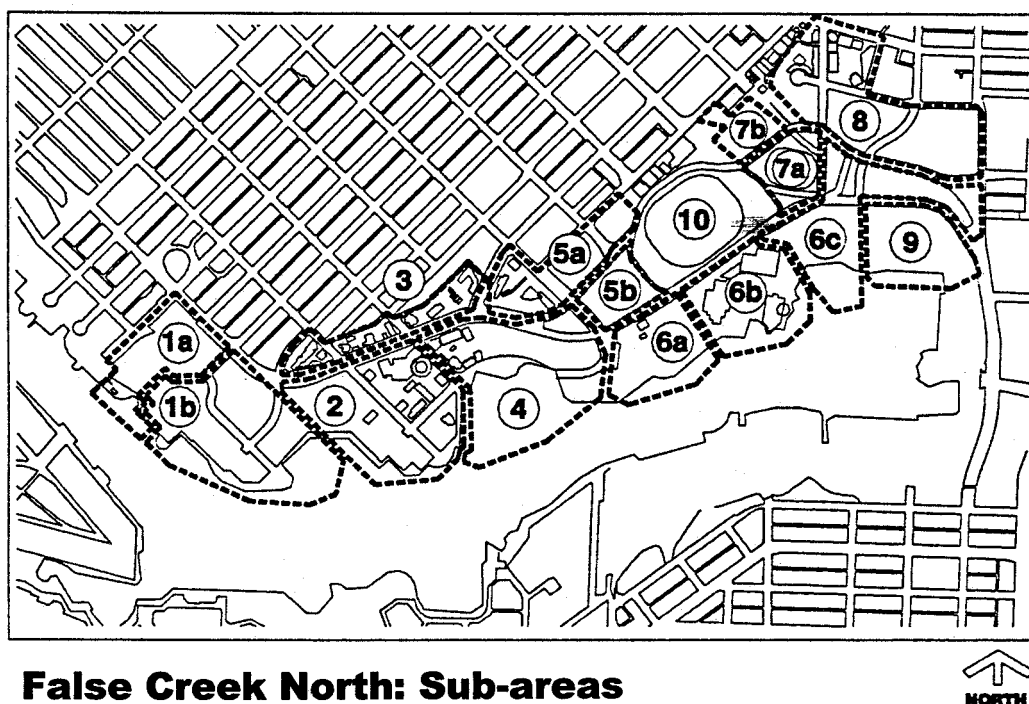 8
7b
7a
10
6c
9
5a
3
5b
6b
1a
6a
1b
2
4
False Creek North: Sub-areas
NORTH